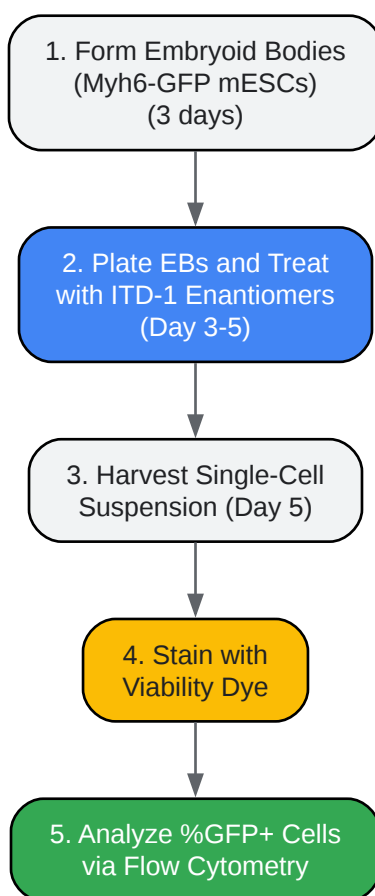 1. Form Embryoid Bodies
(Myh6-GFP mESCs)
(3 days)
2. Plate EBs and Treat
with ITD-1 Enantiomers
(Day 3-5)
3. Harvest Single-Cell
Suspension (Day 5)
4. Stain with
Viability Dye
5. Analyze %GFP+ Cells
via Flow Cytometry